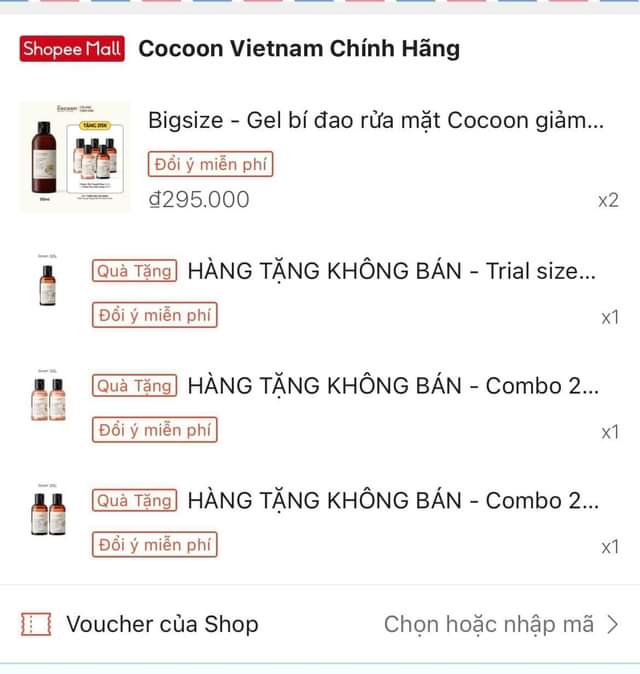 Shopee Mall Cocoon Vietnam Chính Hãng
Bigsize - Gel bí đao rửa mặt Cocoon giảm...
Đổi ý miễn phí
₫295.000 x2
Cocoon
TẶNG 205K
Quà Tặng HÀNG TẶNG KHÔNG BÁN - Trial size...
Đổi ý miễn phí
x1
Quà Tặng HÀNG TẶNG KHÔNG BÁN - Combo 2...
Đổi ý miễn phí
x1
Quà Tặng HÀNG TẶNG KHÔNG BÁN - Combo 2...
Đổi ý miễn phí
x1
Voucher của Shop Chọn hoặc nhập mã